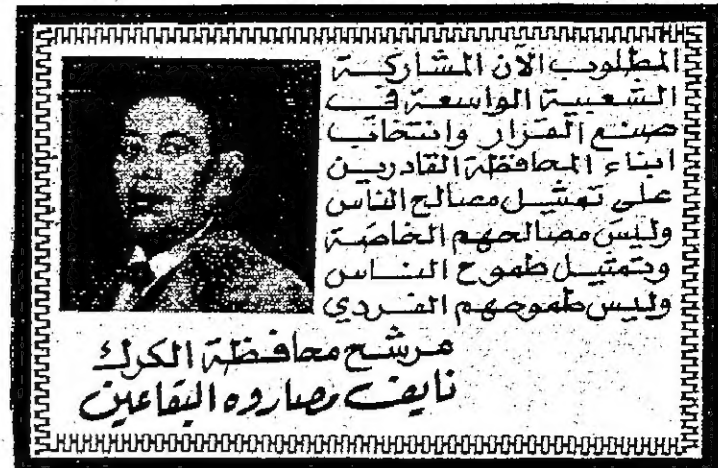 المطلوب الآن المشاركة
الشعبية الواسعة في
صنع القرار وانتخاب
ابناء المحافظة القادرين
على تمثيل مصالح الناس
وليس مصالحهم الخاصة
وتمثيل طموح الناس
وليس طموحهم الفردي
مرشح محافظة الكرك
نايف مصاروه البقاعين